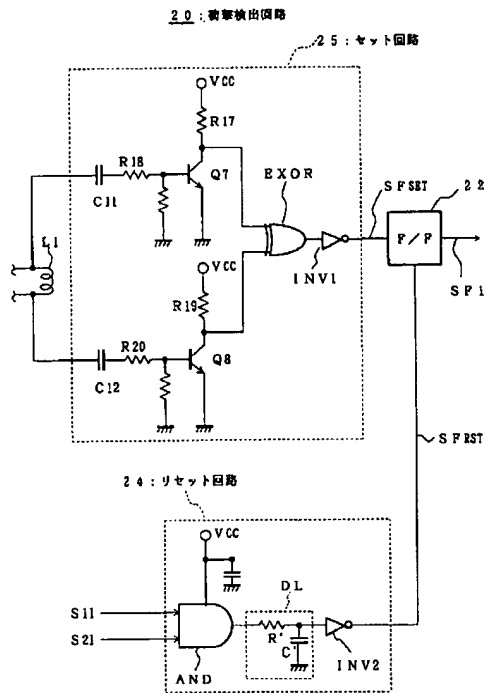 20：衝撃検出回路
25：セット回路
VCC
R17
R18
Q7
C11
EXOR
SFSET
22
F/F
L1
VCC
INV1
SF1
R19
R20
Q8
C12
SFRST
24：リセット回路
VCC
DL
S11
S21
R'
C'
AND
INV2